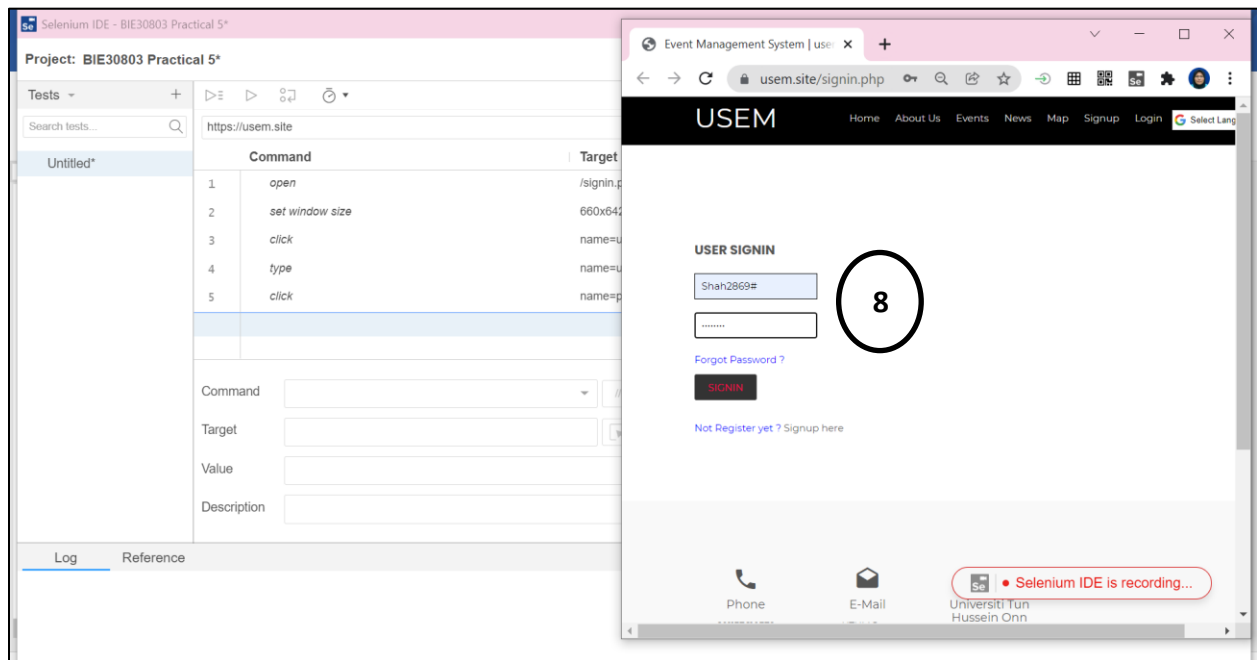 Selenium IDE - BIE30803 Practical 5*
Project: BIE30803 Practical 5*
Tests
Search tests...
Untitled*
https://usem.site
Command Target
1 open /signin.p
2 set window size 660x642
3 click name=u
4 type name=u
5 click name=p
Command
//
Target
Value
Description
Log Reference
Event Management System | user
usem.site/signin.php
USEM
Home About Us Events News Map Signup Login Select Lang
USER SIGNIN
Shah2869#
........
8
Forgot Password ?
SIGNIN
Not Register yet ? Signup here
Phone
E-Mail
Universiti Tun
Hussein Onn
Se Selenium IDE is recording...